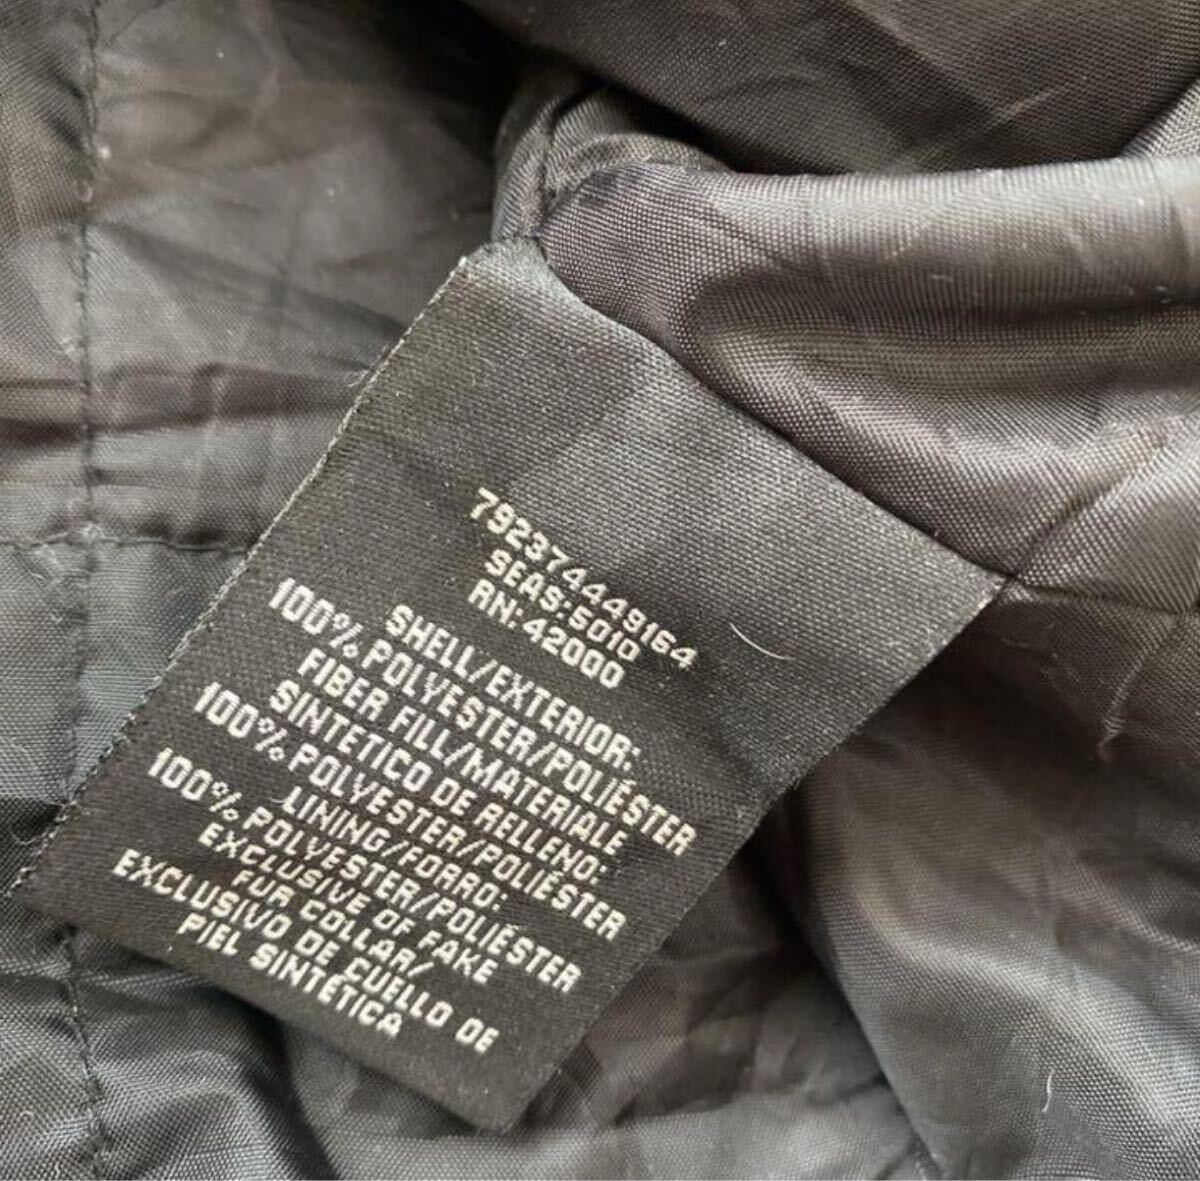 792374449164
SEAS:5010
RN:42000
SHELL/EXTERIOR:
100% POLYESTER/POLIÉSTER
FIBER FILL/MATERIALE
SINTETICO DE RELLENO:
100% POLYESTER/POLIÉSTER
LINING/FORRO:
100% POLYESTER/POLIÉSTER
EXCLUSIVE OF FAKE
FUR COLLAR/
EXCLUSIVO DE CUELLO DE
PIEL SINTÉTICA